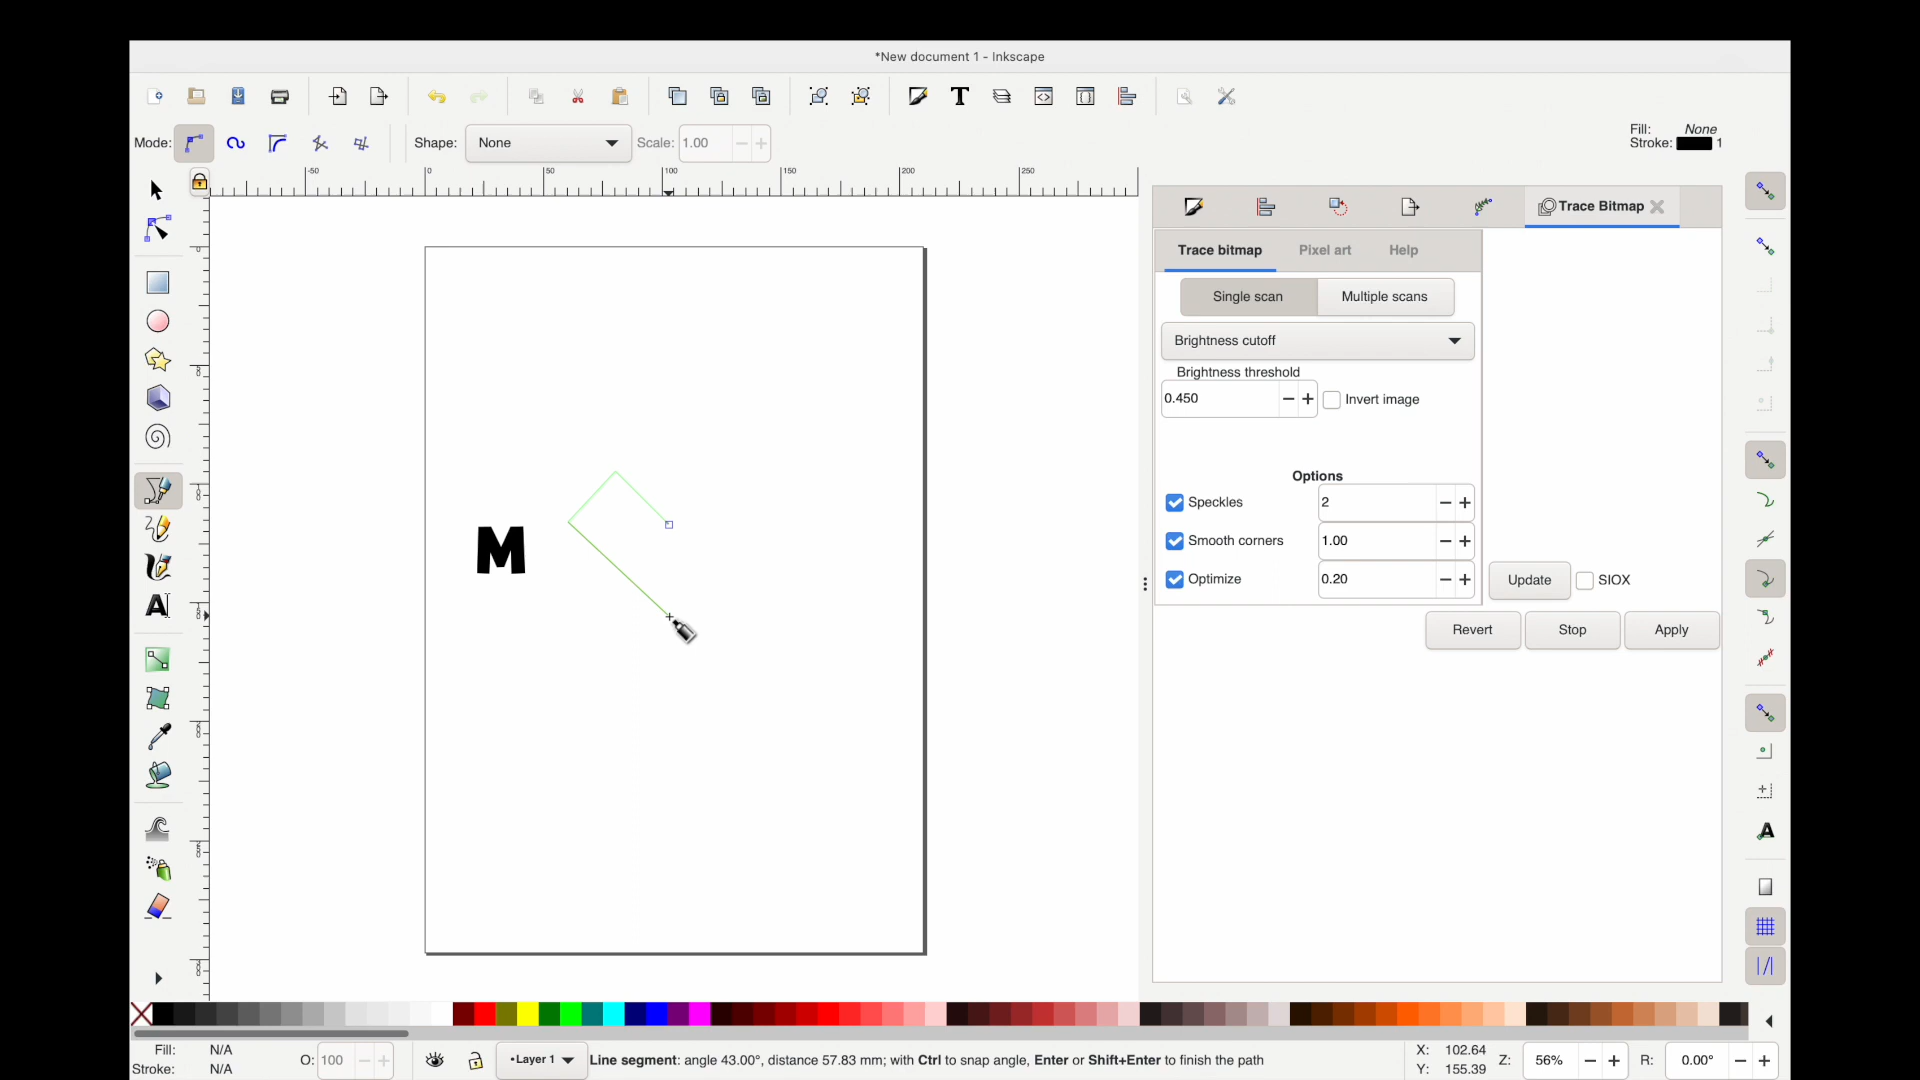 *New document 1 - Inkscape
Mode:
Shape: None
Scale: 1.00
Fill: None
Stroke: 1
-50 0 50 100 150 200 250
Trace Bitmap
Trace bitmap Pixel art Help
Single scan Multiple scans
Brightness cutoff
Brightness threshold
0.450 Invert image
Options
Speckles 2
Smooth corners 1.00
Optimize 0.20
Update SIOX
Revert Stop Apply
M
Fill: N/A
Stroke: N/A
O: 100
•Layer 1
Line segment: angle 43.00°, distance 57.83 mm; with Ctrl to snap angle, Enter or Shift+Enter to finish the path
X: 102.64
Y: 155.39
Z: 56%
R: 0.00°